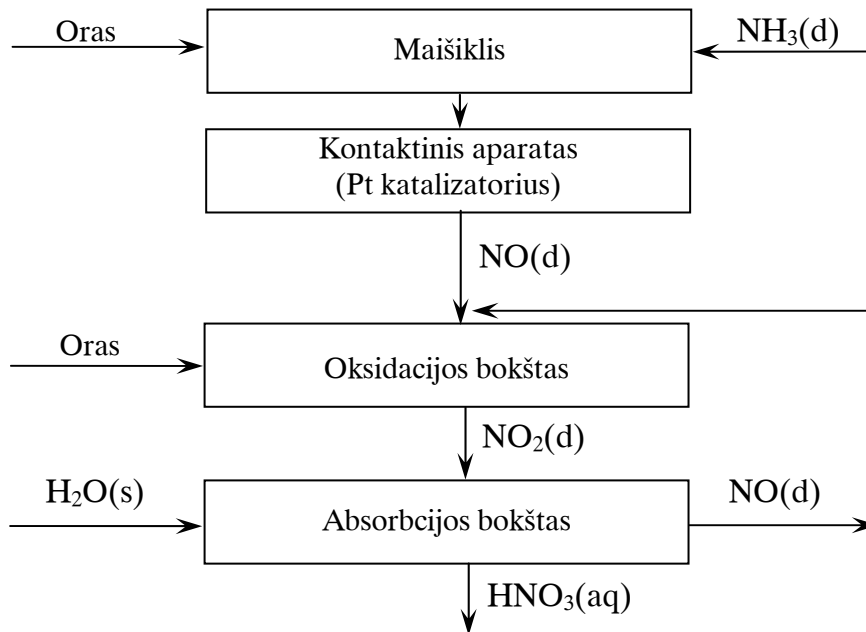 Oras
NH₃(d)
Maišiklis
Kontaktinis aparatas
(Pt katalizatorius)
NO(d)
Oras
Oksidacijos bokštas
NO₂(d)
H₂O(s)
NO(d)
Absorbcijos bokštas
HNO₃(aq)